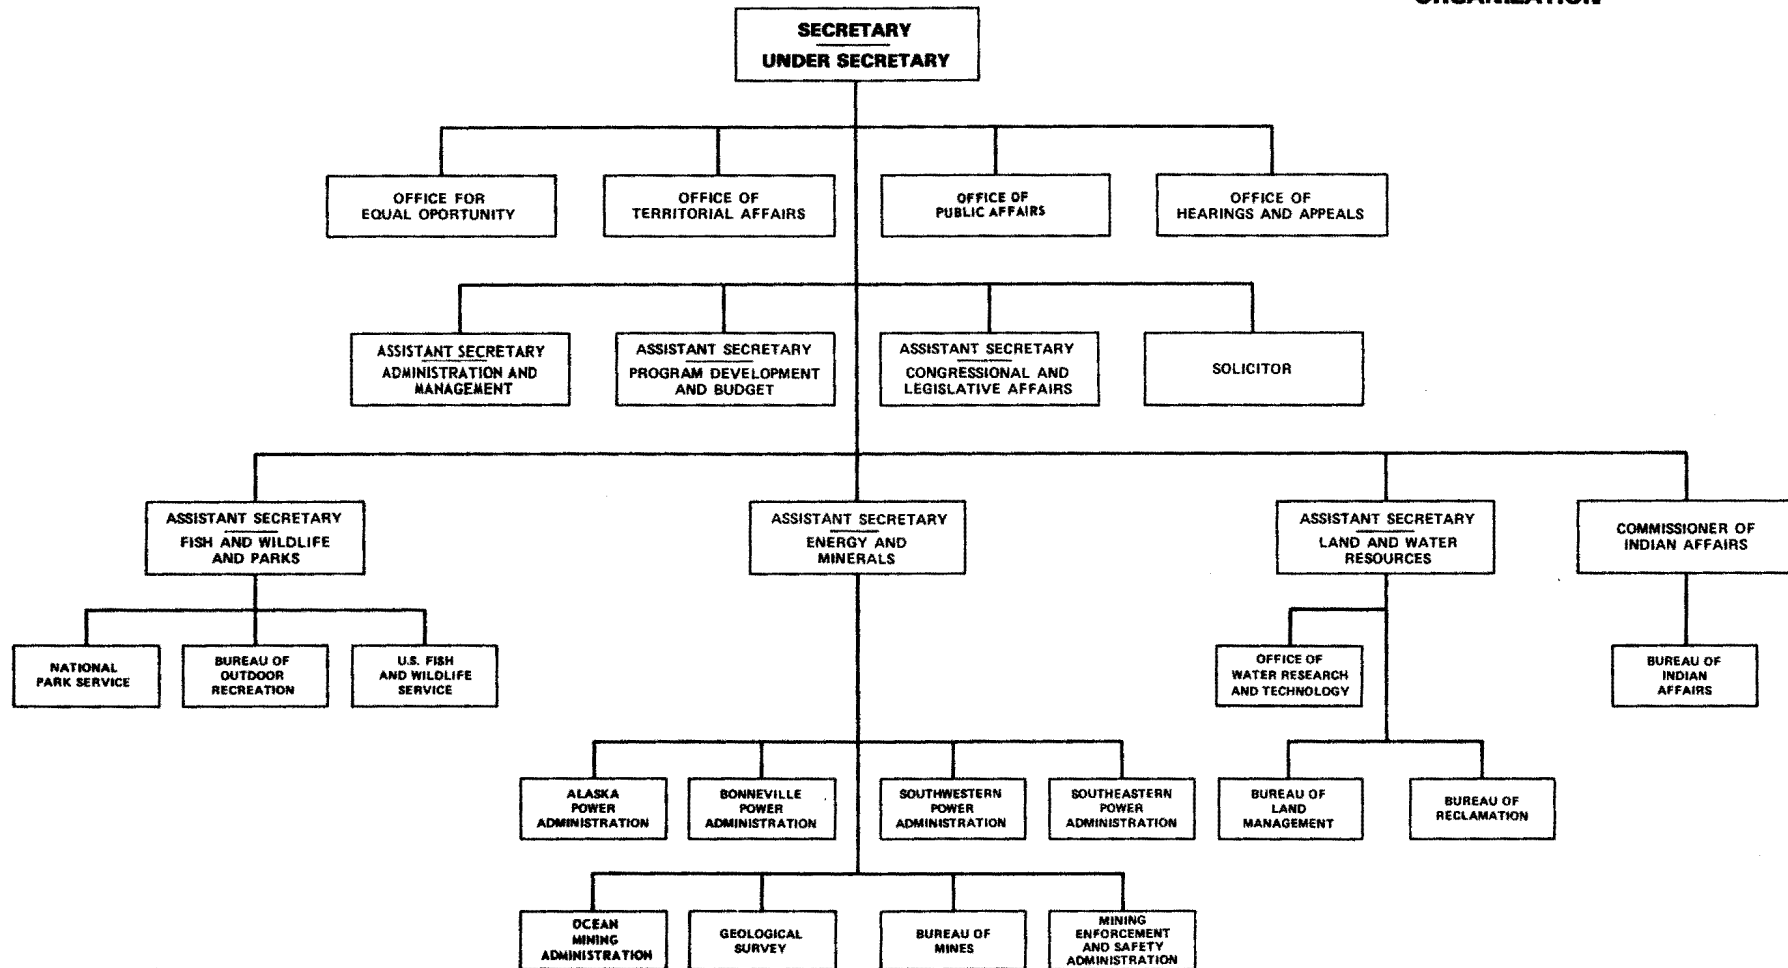 ORGANIZATION
SECRETARY
UNDER SECRETARY
OFFICE FOR
EQUAL OPORTUNITY
OFFICE OF
TERRITORIAL AFFAIRS
OFFICE OF
PUBLIC AFFAIRS
OFFICE OF
HEARINGS AND APPEALS
ASSISTANT SECRETARY
ADMINISTRATION AND
MANAGEMENT
ASSISTANT SECRETARY
PROGRAM DEVELOPMENT
AND BUDGET
ASSISTANT SECRETARY
CONGRESSIONAL AND
LEGISLATIVE AFFAIRS
SOLICITOR
ASSISTANT SECRETARY
FISH AND WILDLIFE
AND PARKS
ASSISTANT SECRETARY
ENERGY AND
MINERALS
ASSISTANT SECRETARY
LAND AND WATER
RESOURCES
COMMISSIONER OF
INDIAN AFFAIRS
NATIONAL
PARK SERVICE
BUREAU OF
OUTDOOR
RECREATION
U.S. FISH
AND WILDLIFE
SERVICE
OFFICE OF
WATER RESEARCH
AND TECHNOLOGY
BUREAU OF
INDIAN
AFFAIRS
ALASKA
POWER
ADMINISTRATION
BONNEVILLE
POWER
ADMINISTRATION
SOUTHWESTERN
POWER
ADMINISTRATION
SOUTHEASTERN
POWER
ADMINISTRATION
BUREAU OF
LAND
MANAGEMENT
BUREAU OF
RECLAMATION
OCEAN
MINING
ADMINISTRATION
GEOLOGICAL
SURVEY
BUREAU OF
MINES
MINING
ENFORCEMENT
AND SAFETY
ADMINISTRATION